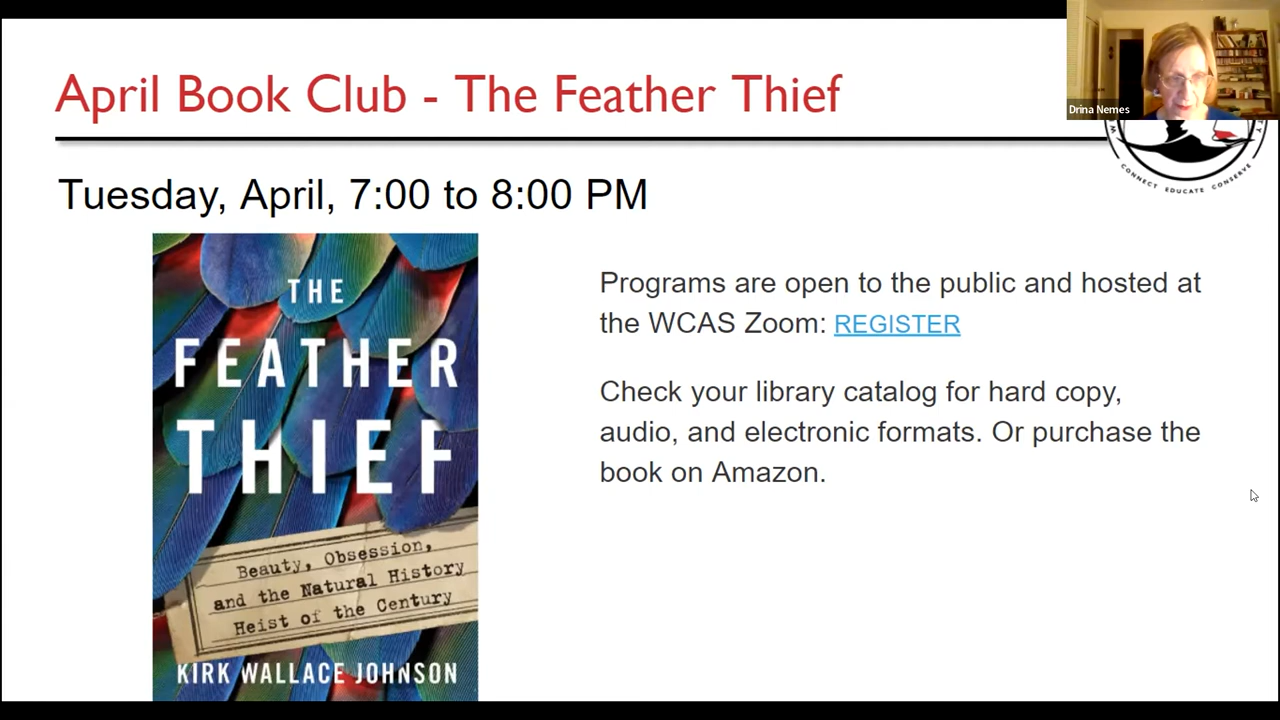 April Book Club - The Feather Thief
Drina Nemes
CONNECT EDUCATE CONSERVE
Tuesday, April, 7:00 to 8:00 PM
THE
FEATHER
THIEF
Beauty, Obsession,
and the Natural History
Heist of the Century
KIRK WALLACE JOHNSON
Programs are open to the public and hosted at
the WCAS Zoom: REGISTER
Check your library catalog for hard copy,
audio, and electronic formats. Or purchase the
book on Amazon.